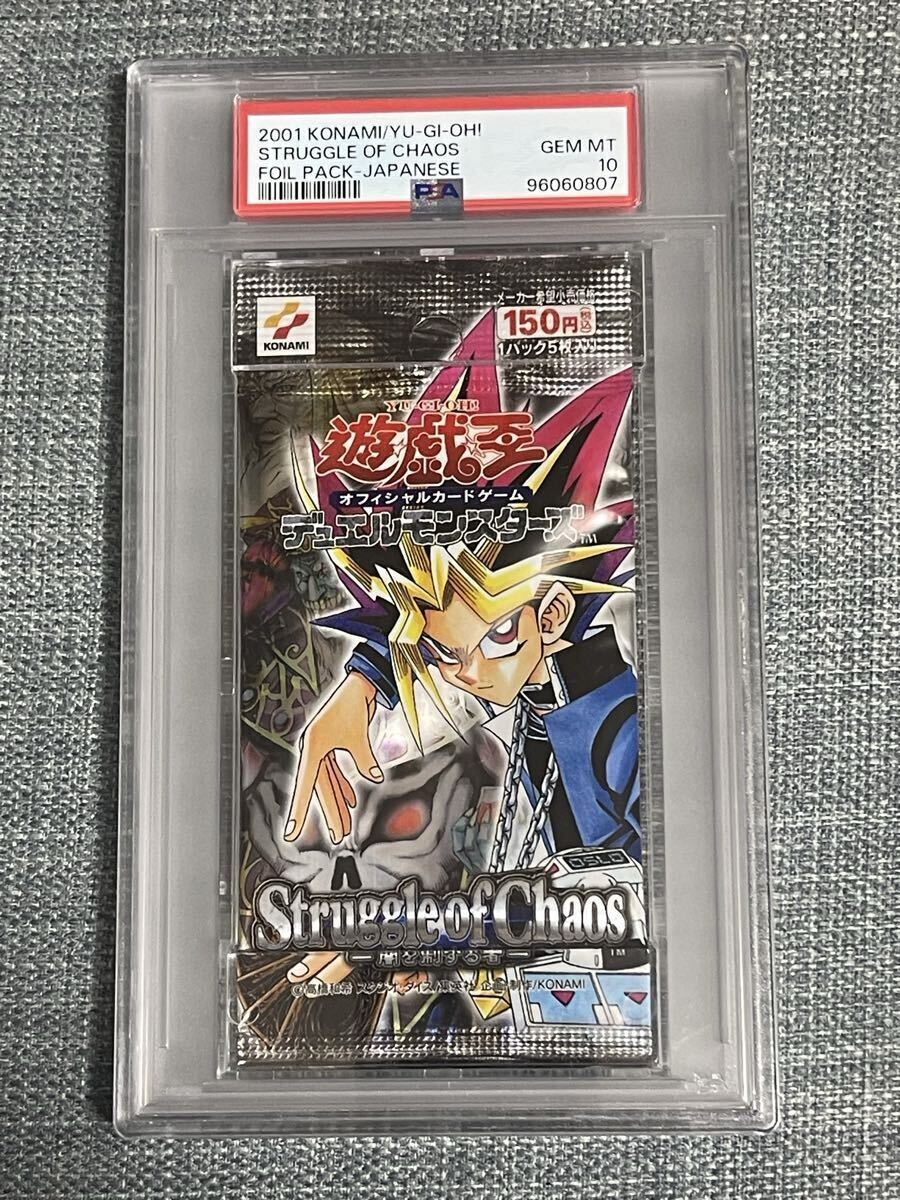 2001 KONAMI/YU-GI-OH!
STRUGGLE OF CHAOS
FOIL PACK-JAPANESE
GEM MT
10
96060807
PSA
KONAMI
メーカー希望小売価格
150円税込
1パック5枚入り
YU-GI-OH!
遊戯王
オフィシャルカードゲーム
デュエルモンスターズ™
Struggle of Chaos
TM
―闇を制する者―
©高橋和希 スタジオ・ダイス/集英社 企画・制作/KONAMI